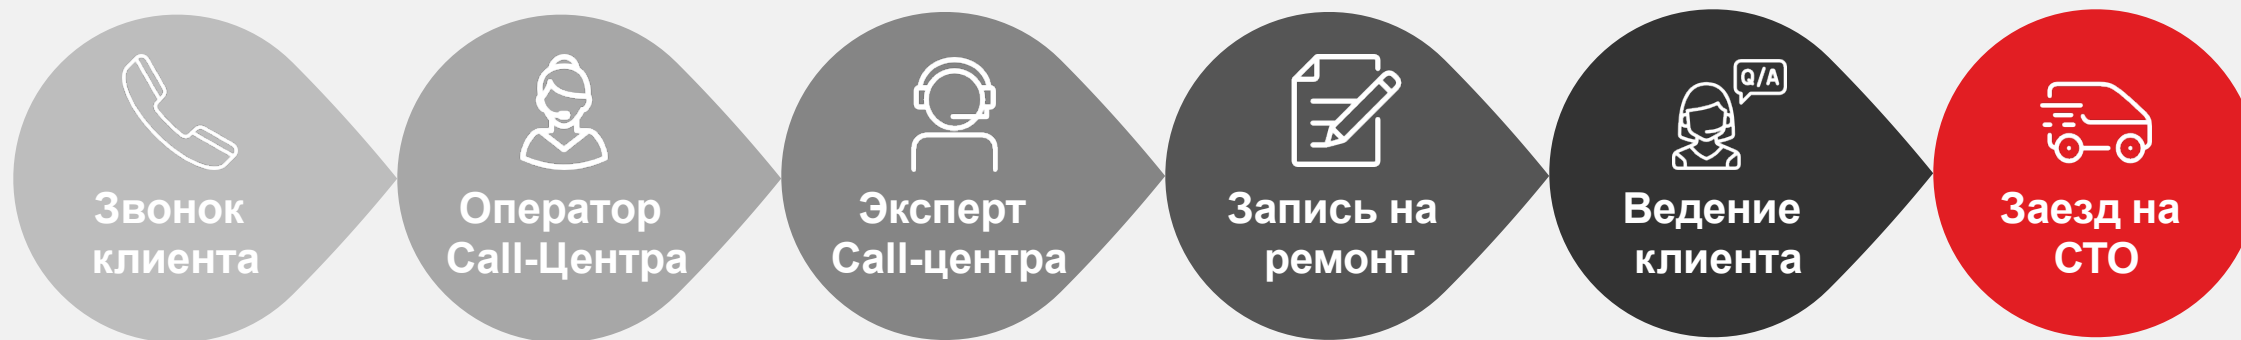 Звонок
клиента
Оператор
Call-Центра
Эксперт
Call-центра
Запись на
ремонт
Q/A
Ведение
клиента
Заезд на
СТО